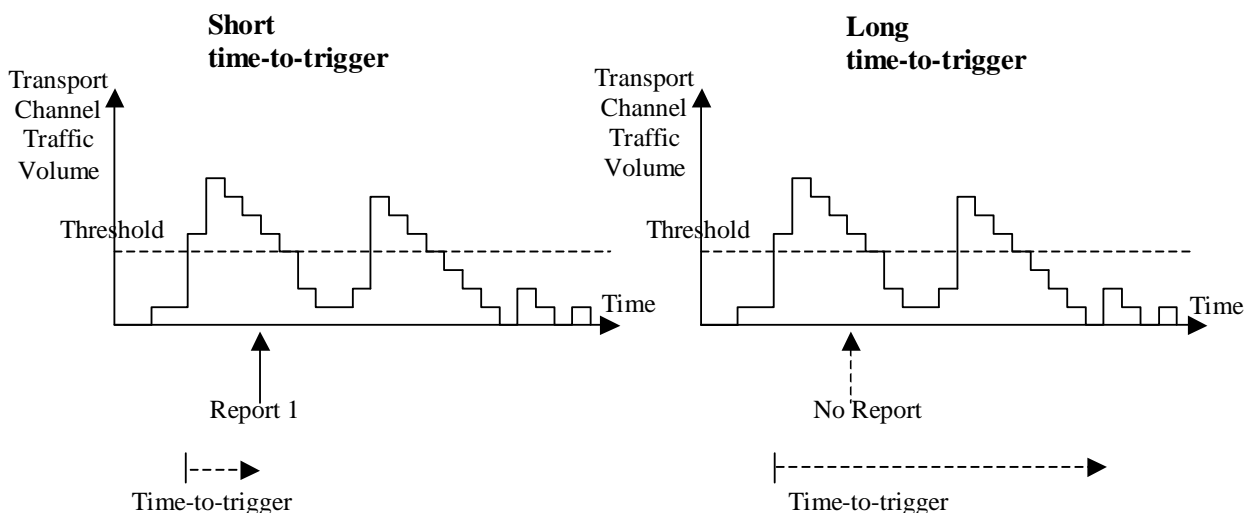 Short
time-to-trigger
Transport
Channel
Traffic
Volume
Threshold
Time
Report 1
Time-to-trigger
Long
time-to-trigger
Transport
Channel
Traffic
Volume
Threshold
Time
No Report
Time-to-trigger